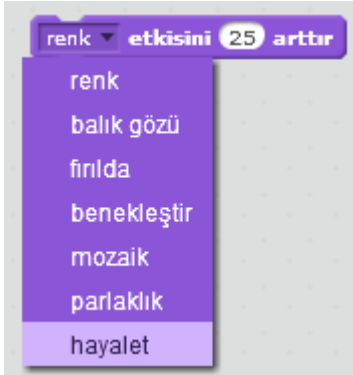 renk etkisini 25 arttır
renk
balık gözü
fırılda
benekleştir
mozaik
parlaklık
hayalet